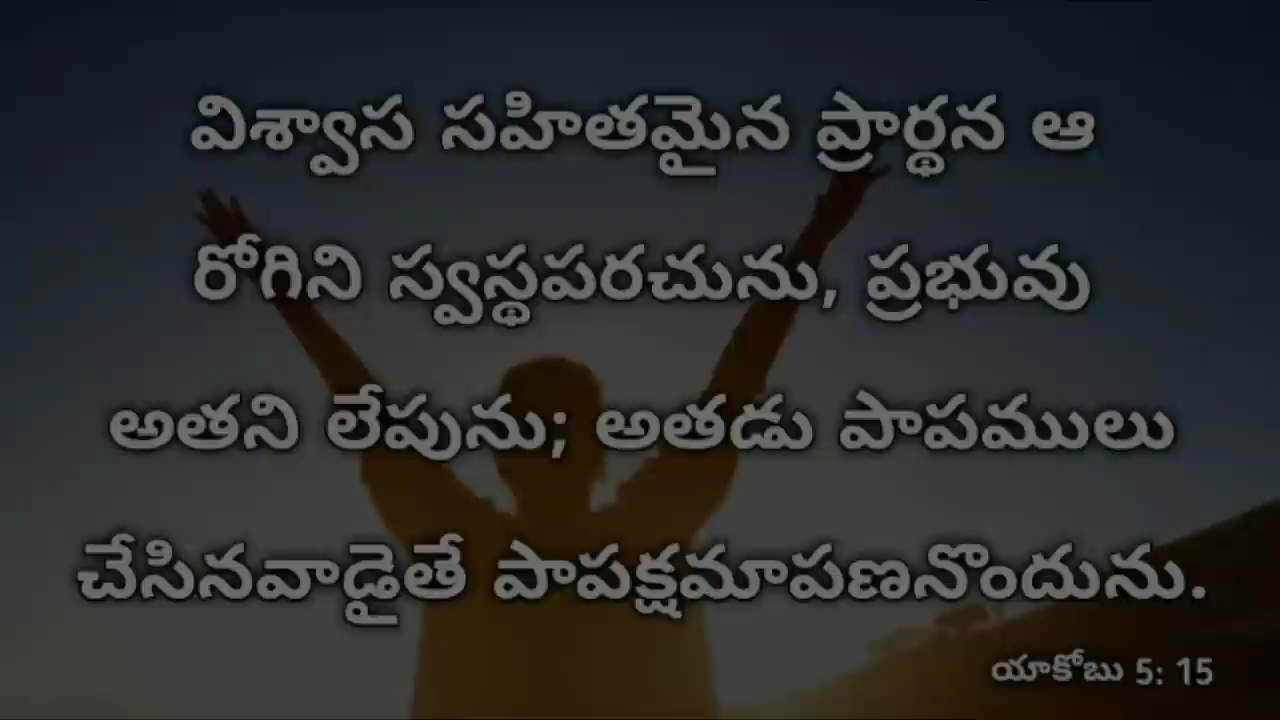 విశ్వాస సహితమైన ప్రార్థన ఆ
రోగిని స్వస్థపరచును, ప్రభువు
అతని లేపును; అతడు పాపములు
చేసినవాడైతే పాపక్షమాపణనొందును.
యాకోబు 5: 15